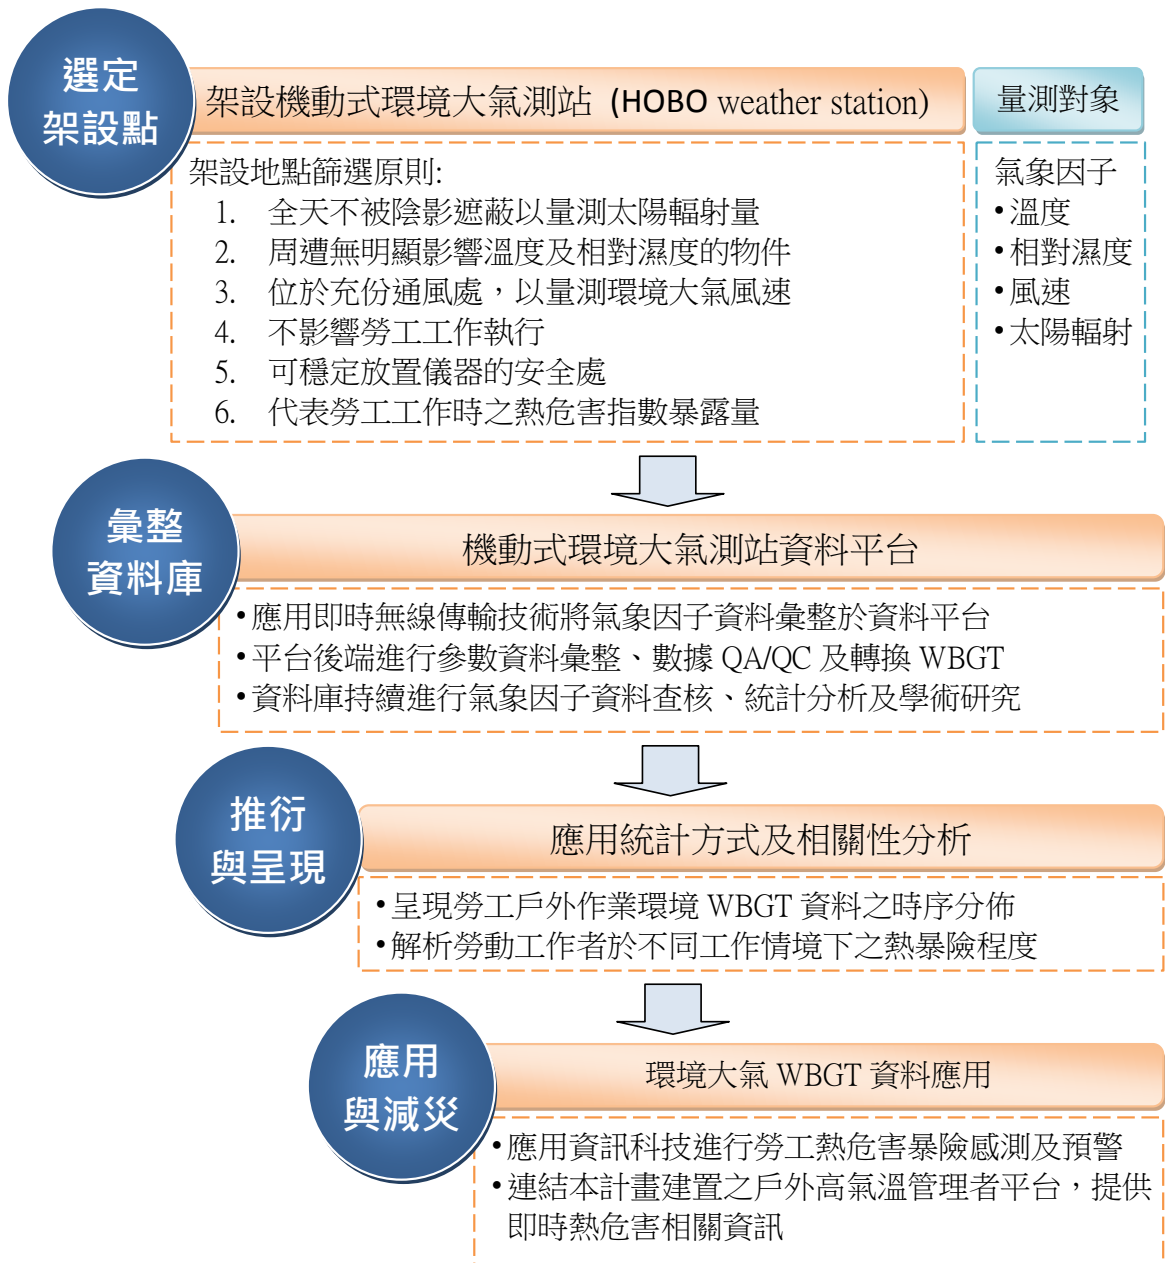 選定
架設點
架設機動式環境大氣測站 (HOBO weather station)
量測對象
架設地點篩選原則:
1. 全天不被陰影遮蔽以量測太陽輻射量
2. 周遭無明顯影響溫度及相對濕度的物件
3. 位於充份通風處，以量測環境大氣風速
4. 不影響勞工工作執行
5. 可穩定放置儀器的安全處
6. 代表勞工工作時之熱危害指數暴露量
氣象因子
•溫度
•相對濕度
•風速
•太陽輻射
彙整
資料庫
機動式環境大氣測站資料平台
•應用即時無線傳輸技術將氣象因子資料彙整於資料平台
•平台後端進行參數資料彙整、數據 QA/QC 及轉換 WBGT
•資料庫持續進行氣象因子資料查核、統計分析及學術研究
推衍
與呈現
應用統計方式及相關性分析
•呈現勞工戶外作業環境 WBGT 資料之時序分佈
•解析勞動工作者於不同工作情境下之熱暴險程度
應用
與減災
環境大氣 WBGT 資料應用
•應用資訊科技進行勞工熱危害暴險感測及預警
•連結本計畫建置之戶外高氣溫管理者平台，提供
即時熱危害相關資訊